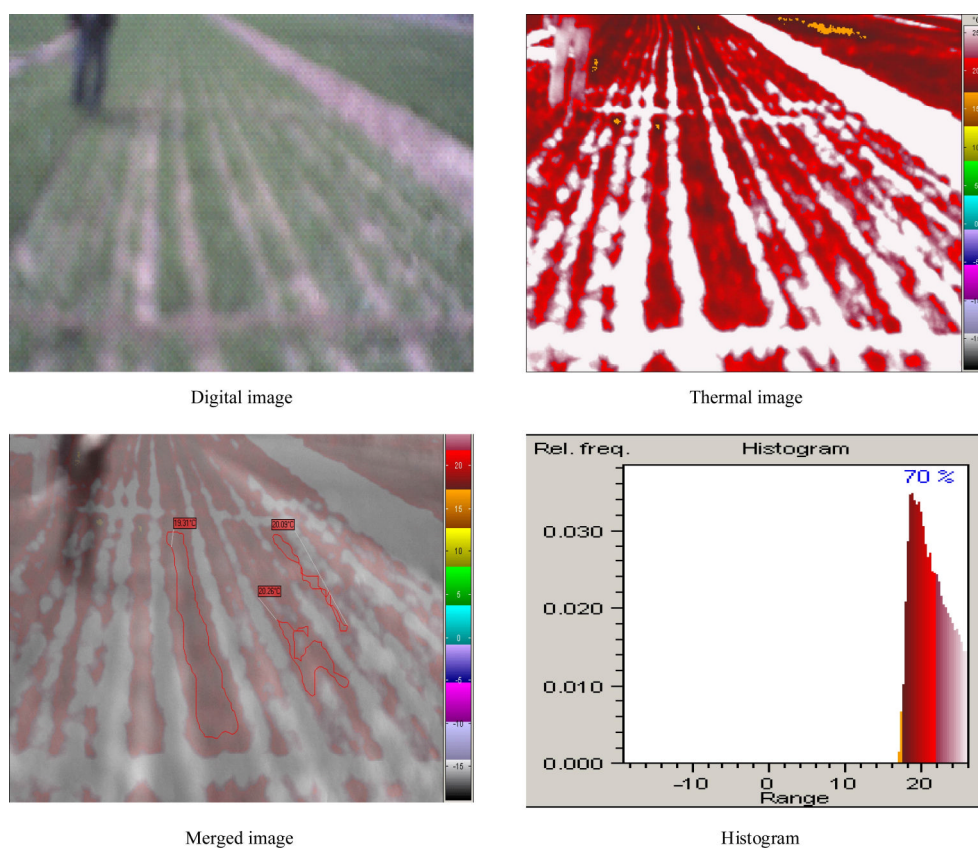 Digital image
Thermal image
20
15
10
5
0
-5
-10
-15
19.31°C
20.09°C
20.26°C
Merged image
Rel. freq.
Histogram
70 %
0.030
0.020
0.010
0.000
-10
0
10
20
Range
Histogram